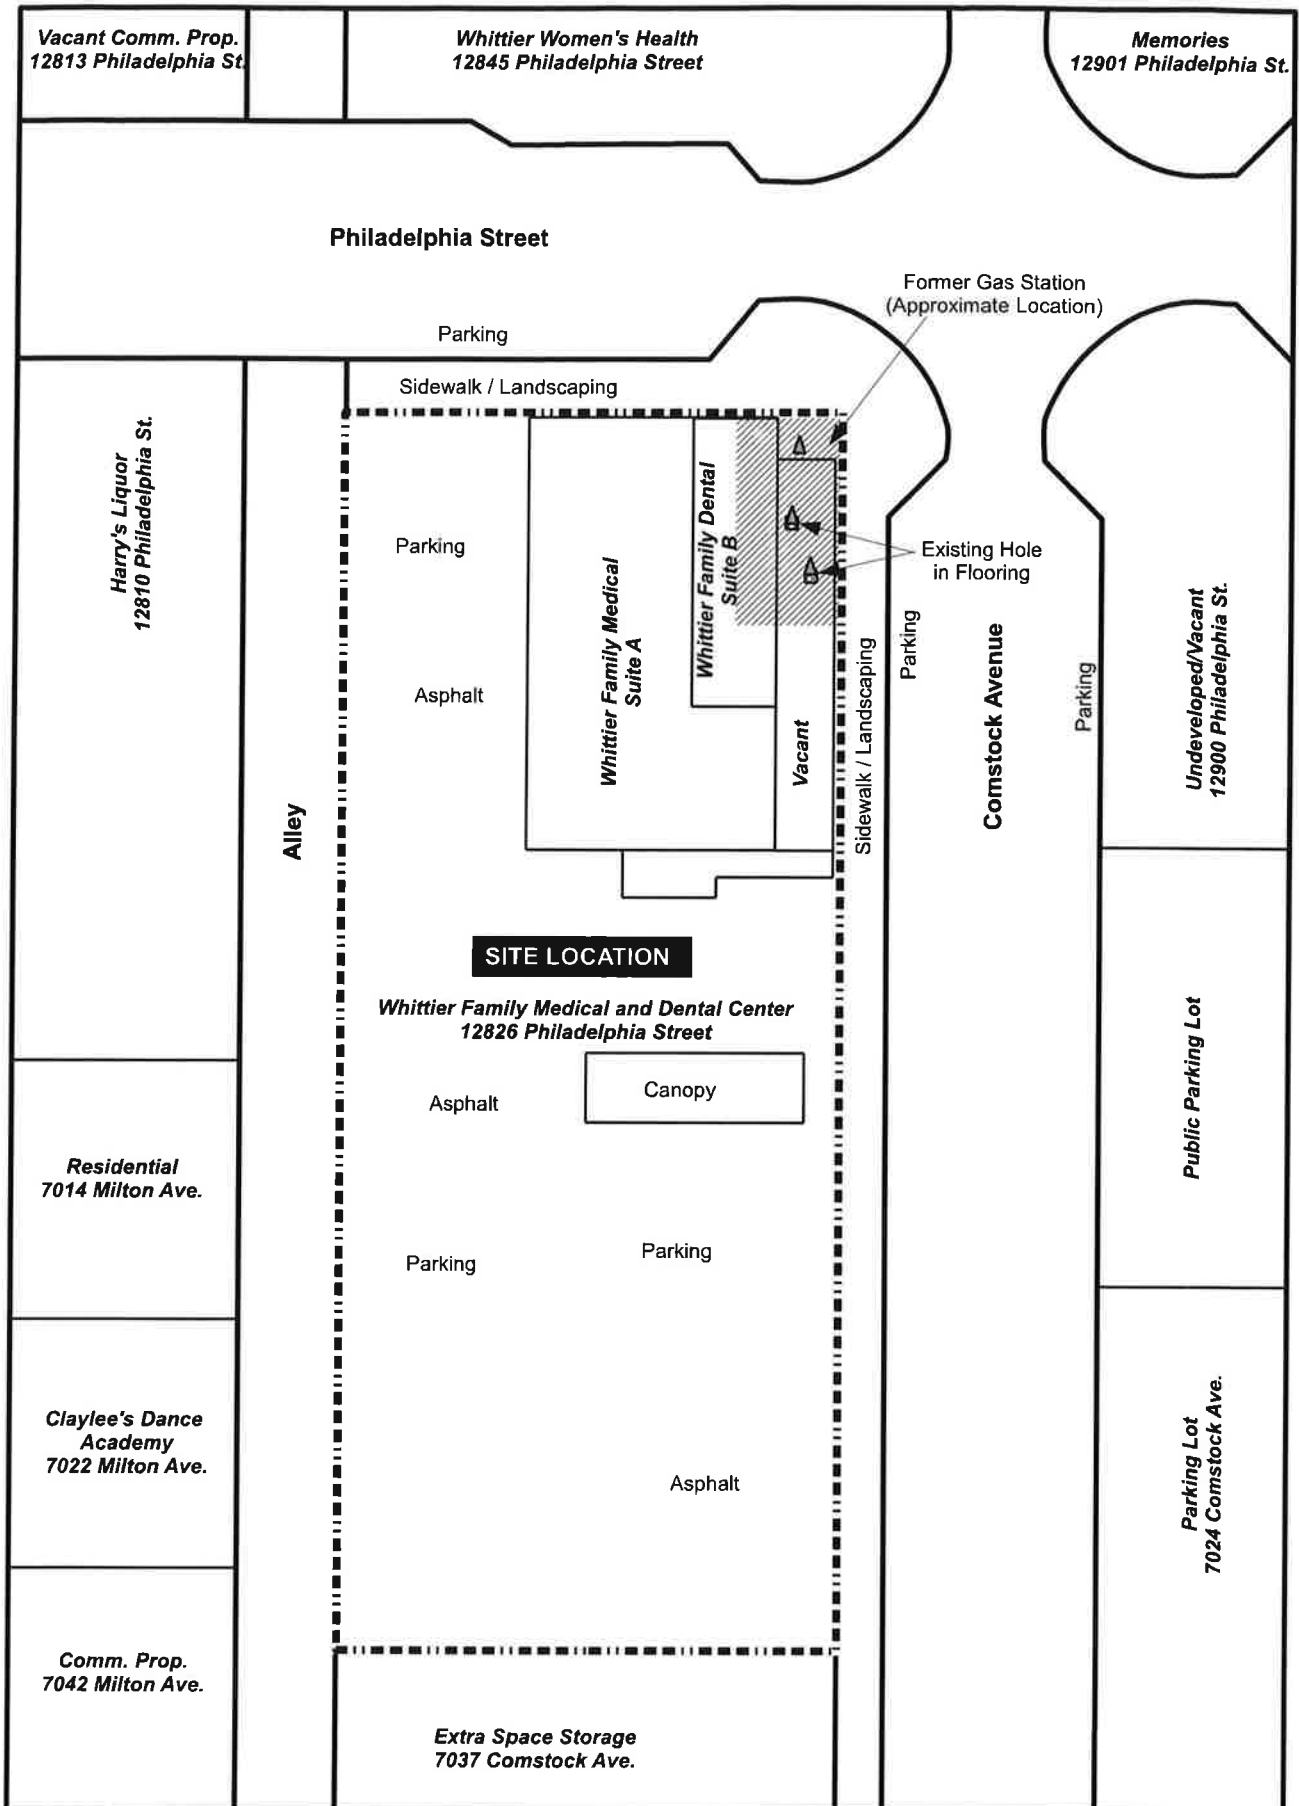 Vacant Comm. Prop.
12813 Philadelphia St.
Whittier Women's Health
12845 Philadelphia Street
Memories
12901 Philadelphia St.
Philadelphia Street
Former Gas Station
(Approximate Location)
Parking
Sidewalk / Landscaping
Harry's Liquor
12810 Philadelphia St.
Parking
Asphalt
Whittier Family Medical
Suite A
Whittier Family Dental
Suite B
Vacant
Existing Hole
in Flooring
Sidewalk / Landscaping
Parking
Comstock Avenue
Parking
Undeveloped/Vacant
12900 Philadelphia St.
Alley
SITE LOCATION
Whittier Family Medical and Dental Center
12826 Philadelphia Street
Canopy
Asphalt
Public Parking Lot
Residential
7014 Milton Ave.
Parking
Parking
Claylee's Dance
Academy
7022 Milton Ave.
Asphalt
Parking Lot
7024 Comstock Ave.
Comm. Prop.
7042 Milton Ave.
Extra Space Storage
7037 Comstock Ave.